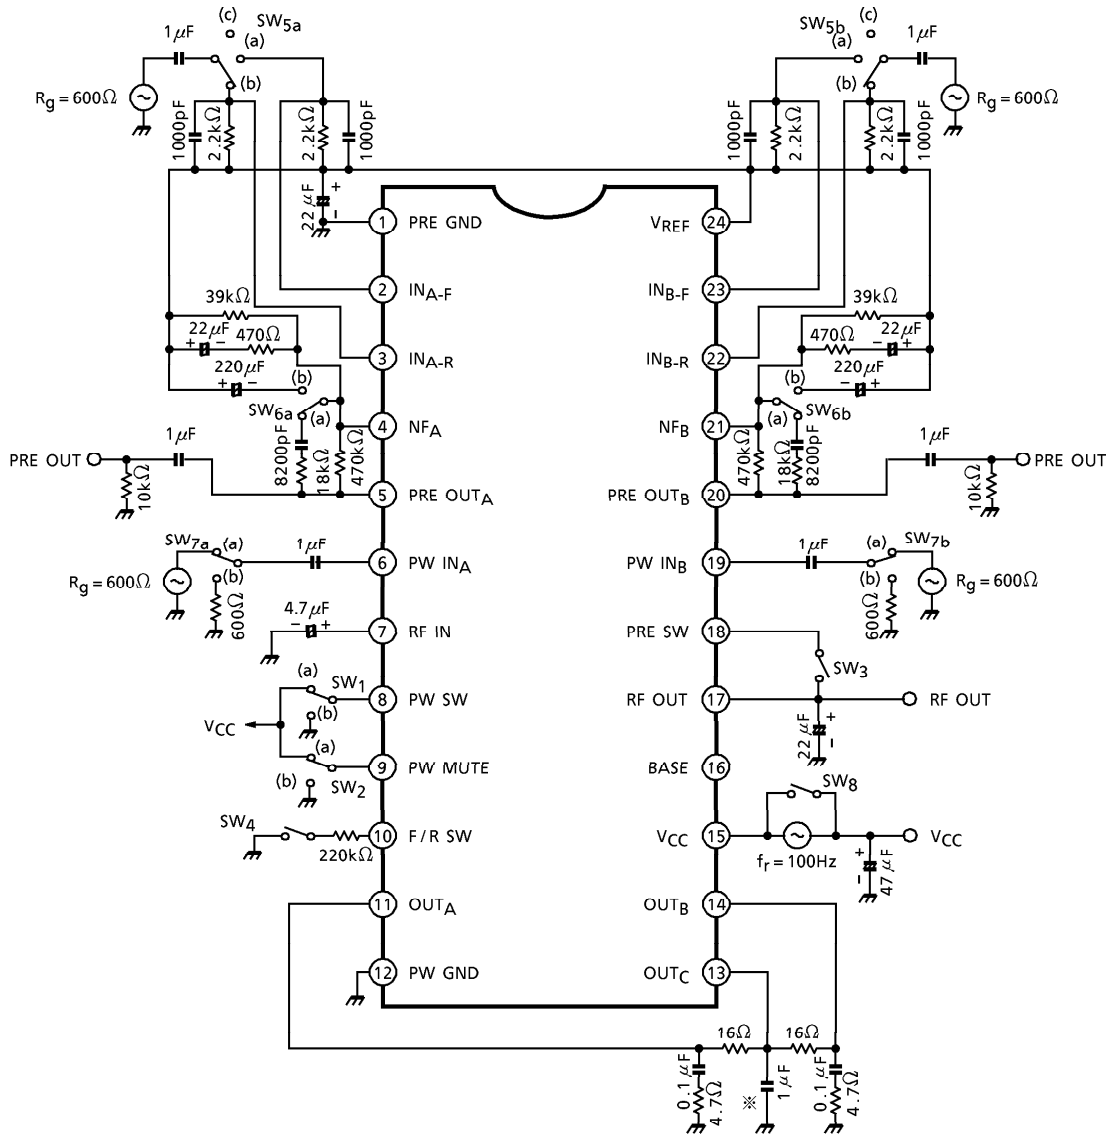 (c)
SW5a
1μF
(a)
(b)
Rg = 600Ω
1000pF
2.2kΩ
2.2kΩ
1000pF
(c)
SW5b
(a)
1μF
(b)
Rg = 600Ω
1000pF
2.2kΩ
2.2kΩ
1000pF
22μF
+
-
1 PRE GND
VREF 24
2 INA-F
INB-F 23
39kΩ
22μF
+ -
470Ω
220μF
+ -
(b)
3 INA-R
INB-R 22
39kΩ
470Ω
22μF
- +
220μF
- +
(b)
SW6a
(a)
8200pF
18kΩ
470kΩ
4 NFA
NFB 21
SW6b
(a)
470kΩ
18kΩ
8200pF
PRE OUT
1μF
10kΩ
5 PRE OUTA
PRE OUTB 20
1μF
PRE OUT
10kΩ
SW7a
(a)
(b)
1μF
Rg = 600Ω
600Ω
6 PW INA
PW INB 19
1μF
(a)
SW7b
(b)
600Ω
Rg = 600Ω
4.7μF
- +
7 RF IN
PRE SW 18
SW3
(a)
SW1
(b)
8 PW SW
RF OUT 17
RF OUT
22μF
+
-
VCC
(a)
(b)
SW2
9 PW MUTE
BASE 16
SW8
SW4
220kΩ
10 F/R SW
VCC 15
fr = 100Hz
VCC
+
-
47μF
11 OUTA
OUTB 14
12 PW GND
OUTC 13
16Ω
16Ω
0.1μF
4.7Ω
※
1μF
0.1μF
4.7Ω